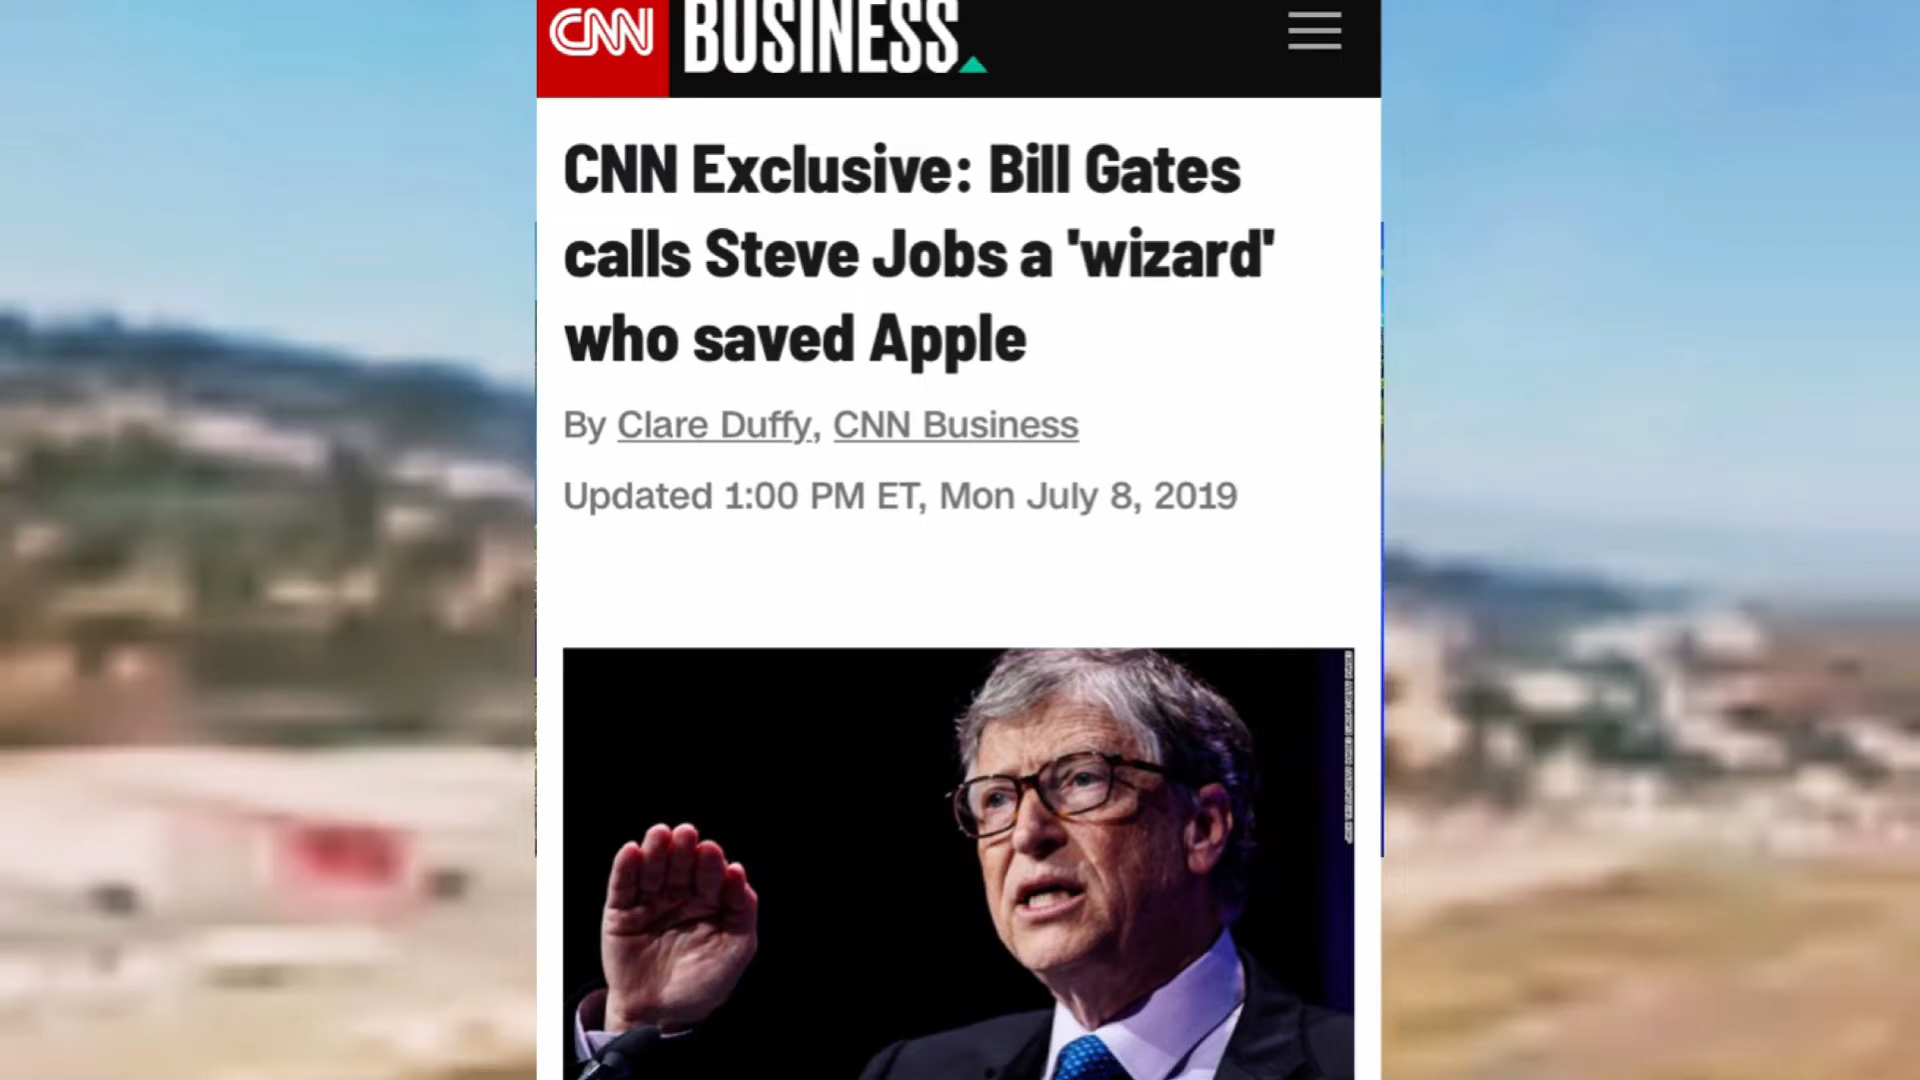 CNN BUSINESS
CNN Exclusive: Bill Gates
calls Steve Jobs a 'wizard'
who saved Apple
By Clare Duffy, CNN Business
Updated 1:00 PM ET, Mon July 8, 2019